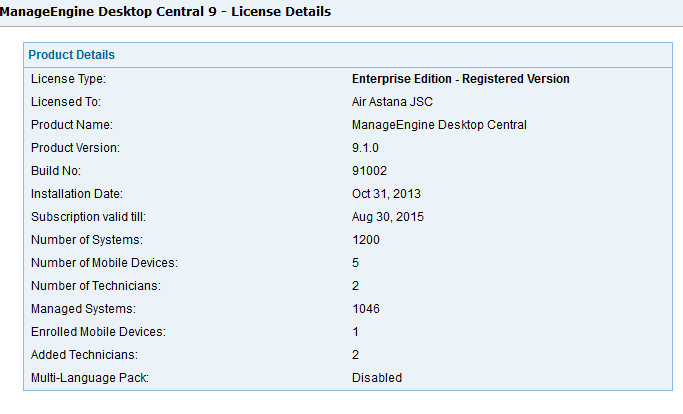 ManageEngine Desktop Central 9 - License Details
Product Details
License Type: Enterprise Edition - Registered Version
Licensed To: Air Astana JSC
Product Name: ManageEngine Desktop Central
Product Version: 9.1.0
Build No: 91002
Installation Date: Oct 31, 2013
Subscription valid till: Aug 30, 2015
Number of Systems: 1200
Number of Mobile Devices: 5
Number of Technicians: 2
Managed Systems: 1046
Enrolled Mobile Devices: 1
Added Technicians: 2
Multi-Language Pack: Disabled